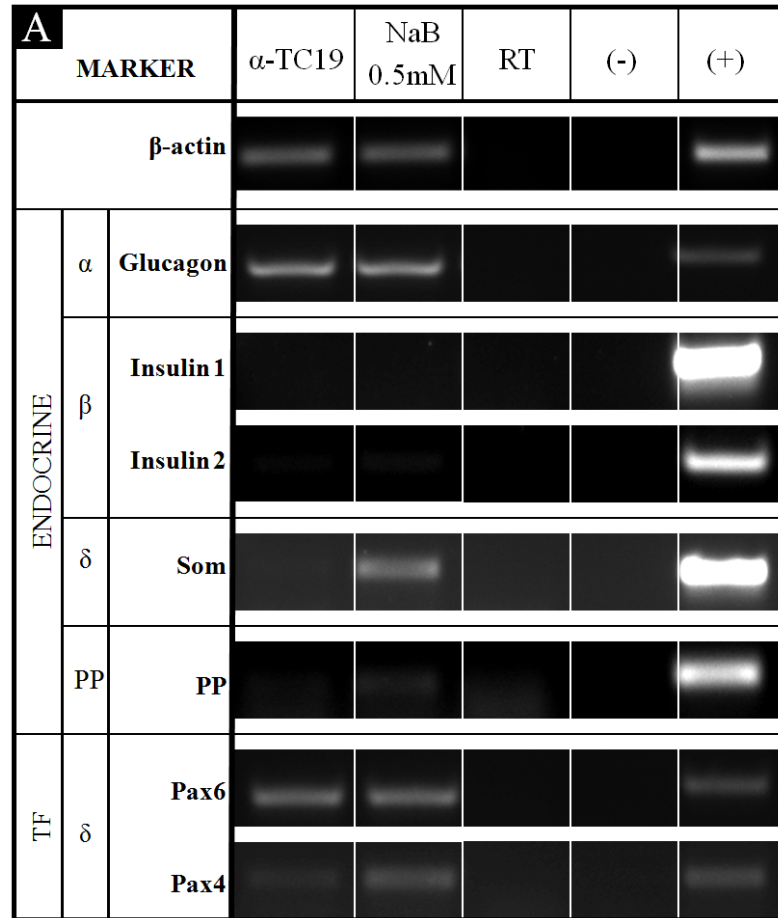 A
MARKER
α-TC19
NaB
0.5mM
RT
(-)
(+)
β-actin
ENDOCRINE
α
Glucagon
β
Insulin 1
Insulin 2
δ
Som
PP
PP
TF
δ
Pax6
Pax4